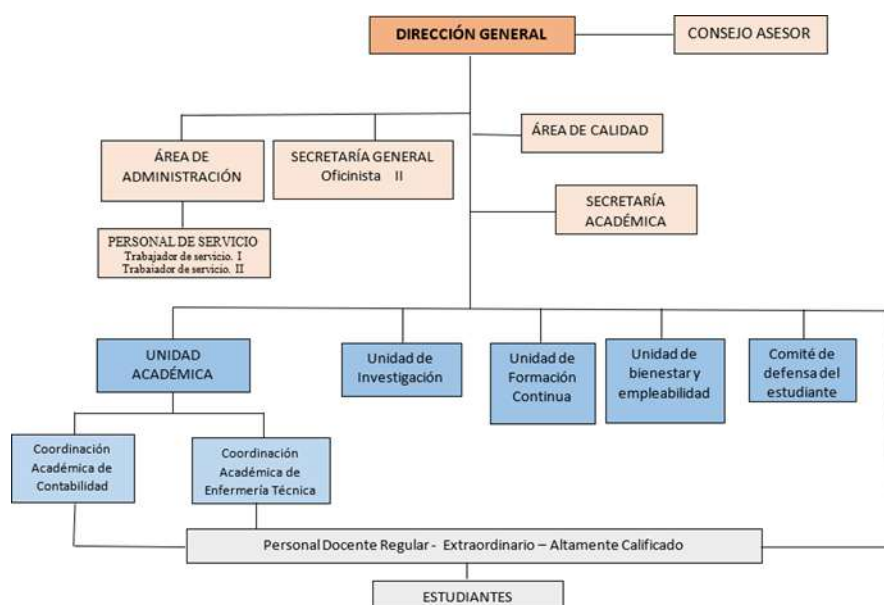 DIRECCIÓN GENERAL
CONSEJO ASESOR
ÁREA DE CALIDAD
ÁREA DE
ADMINISTRACIÓN
SECRETARÍA GENERAL
Oficinista II
SECRETARÍA
ACADÉMICA
PERSONAL DE SERVICIO
Trabajador de servicio. I
Trabaiador de servicio. II
UNIDAD
ACADÉMICA
Unidad de
Investigación
Unidad de
Formación
Continua
Unidad de
bienestar y
empleabilidad
Comité de
defensa del
estudiante
Coordinación
Académica de
Contabilidad
Coordinación
Académica de
Enfermería Técnica
Personal Docente Regular - Extraordinario – Altamente Calificado
ESTUDIANTES